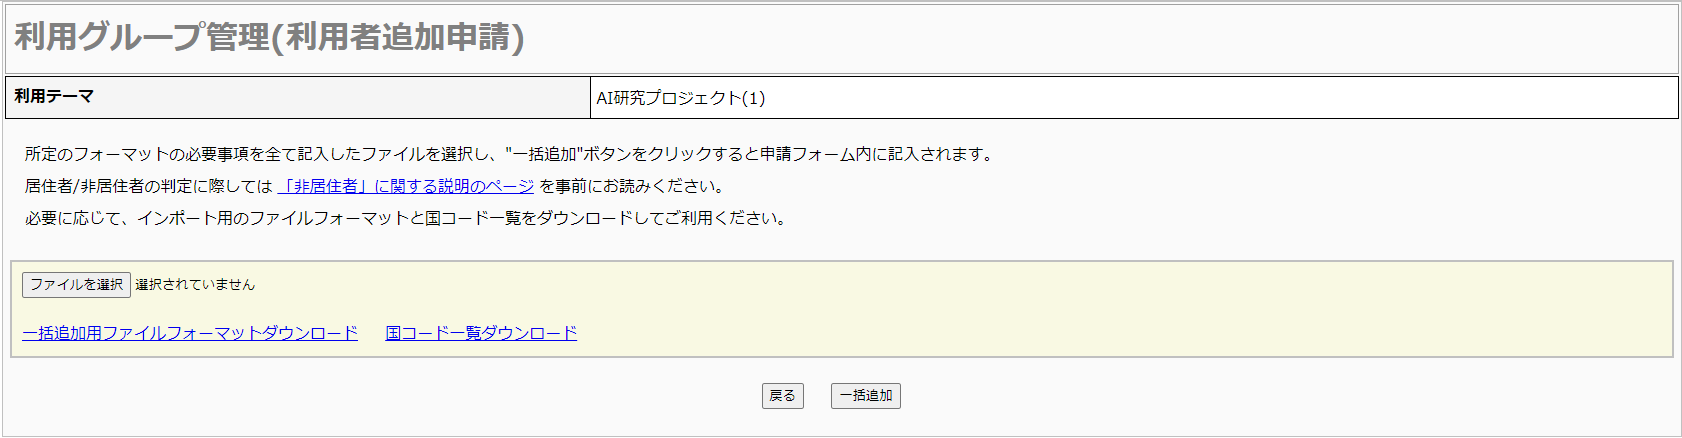 利用グループ管理(利用者追加申請)
利用テーマ AI研究プロジェクト(1)
所定のフォーマットの必要事項を全て記入したファイルを選択し、"一括追加"ボタンをクリックすると申請フォーム内に記入されます。
居住者/非居住者の判定に際しては 「非居住者」に関する説明のページ を事前にお読みください。
必要に応じて、インポート用のファイルフォーマットと国コード一覧をダウンロードしてご利用ください。
ファイルを選択 選択されていません
一括追加用ファイルフォーマットダウンロード 国コード一覧ダウンロード
戻る 一括追加